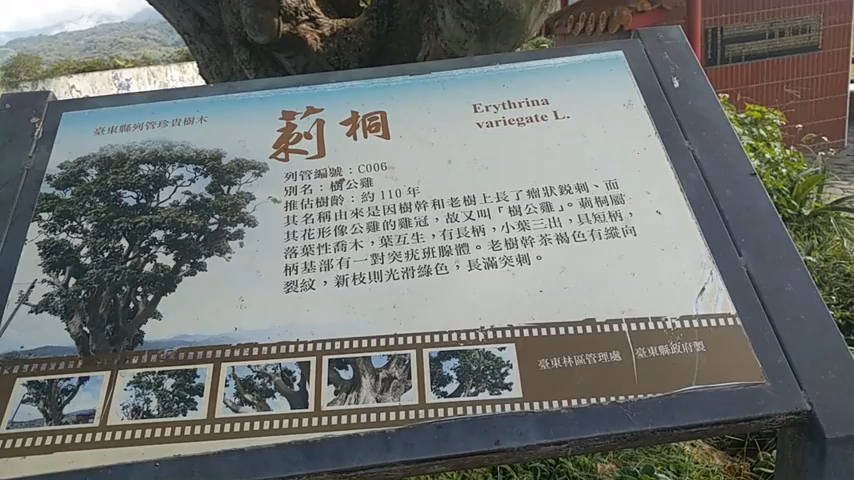 臺東縣列管珍貴樹木
莿桐
Erythrina
variegate L.
列管編號：C006
別名：樹公雞
推估樹齡：約110年
其名稱由來是因樹幹和老樹上長了瘤狀銳刺、而
其花形像公雞的雞冠，故又叫「樹公雞」。莿桐屬
落葉性喬木，葉互生，有長柄，小葉三出，具短柄，
柄基部有一對突疣班腺體。老樹幹茶褐色有縱向
裂紋，新枝則光滑綠色，長滿突刺。
臺東林區管理處 臺東縣政府製